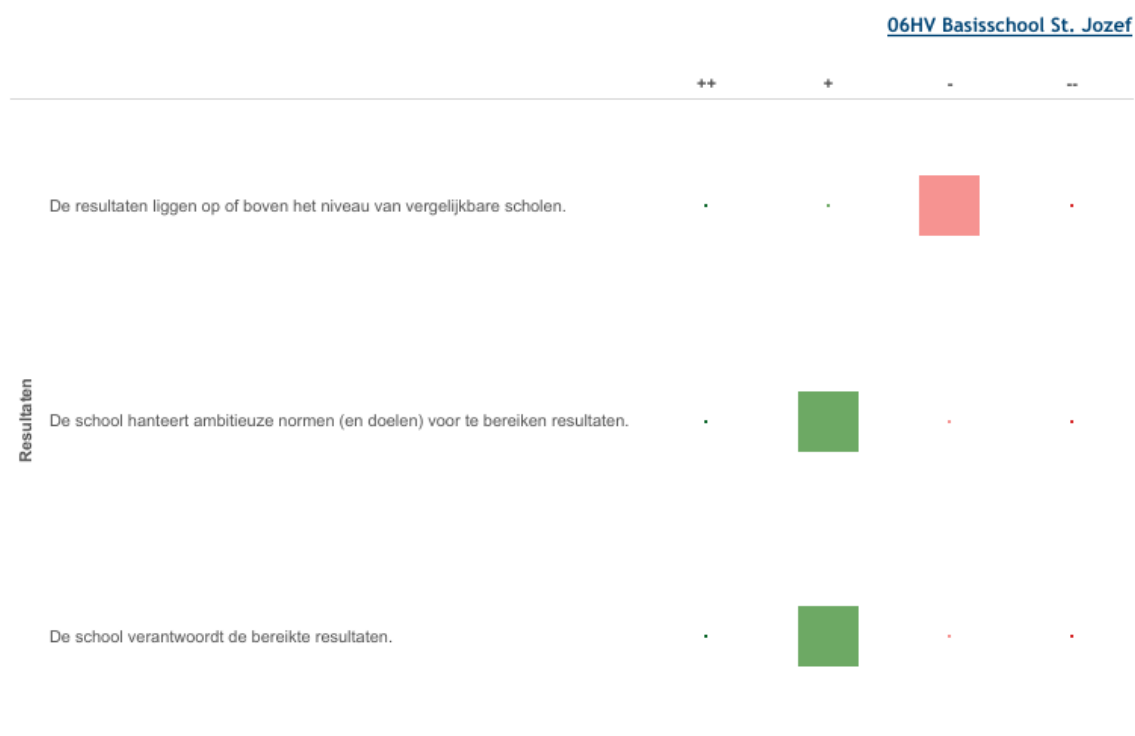 06HV Basisschool St. Jozef
++ + - --
De resultaten liggen op of boven het niveau van vergelijkbare scholen.
Resultaten
De school hanteert ambitieuze normen (en doelen) voor te bereiken resultaten.
De school verantwoordt de bereikte resultaten.